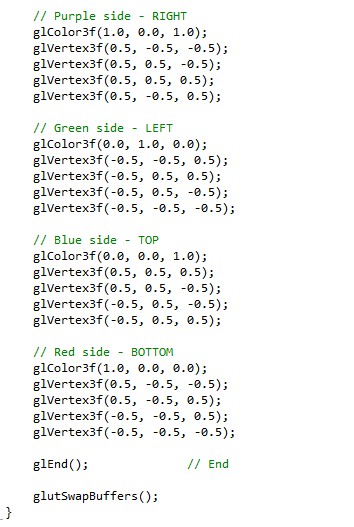 // Purple side - RIGHT
glColor3f(1.0, 0.0, 1.0);
glVertex3f(0.5, -0.5, -0.5);
glVertex3f(0.5, 0.5, -0.5);
glVertex3f(0.5, 0.5, 0.5);
glVertex3f(0.5, -0.5, 0.5);
// Green side - LEFT
glColor3f(0.0, 1.0, 0.0);
glVertex3f(-0.5, -0.5, 0.5);
glVertex3f(-0.5, 0.5, 0.5);
glVertex3f(-0.5, 0.5, -0.5);
glVertex3f(-0.5, -0.5, -0.5);
// Blue side - TOP
glColor3f(0.0, 0.0, 1.0);
glVertex3f(0.5, 0.5, 0.5);
glVertex3f(0.5, 0.5, -0.5);
glVertex3f(-0.5, 0.5, -0.5);
glVertex3f(-0.5, 0.5, 0.5);
// Red side - BOTTOM
glColor3f(1.0, 0.0, 0.0);
glVertex3f(0.5, -0.5, -0.5);
glVertex3f(0.5, -0.5, 0.5);
glVertex3f(-0.5, -0.5, 0.5);
glVertex3f(-0.5, -0.5, -0.5);
glEnd(); // End
glutSwapBuffers();
}